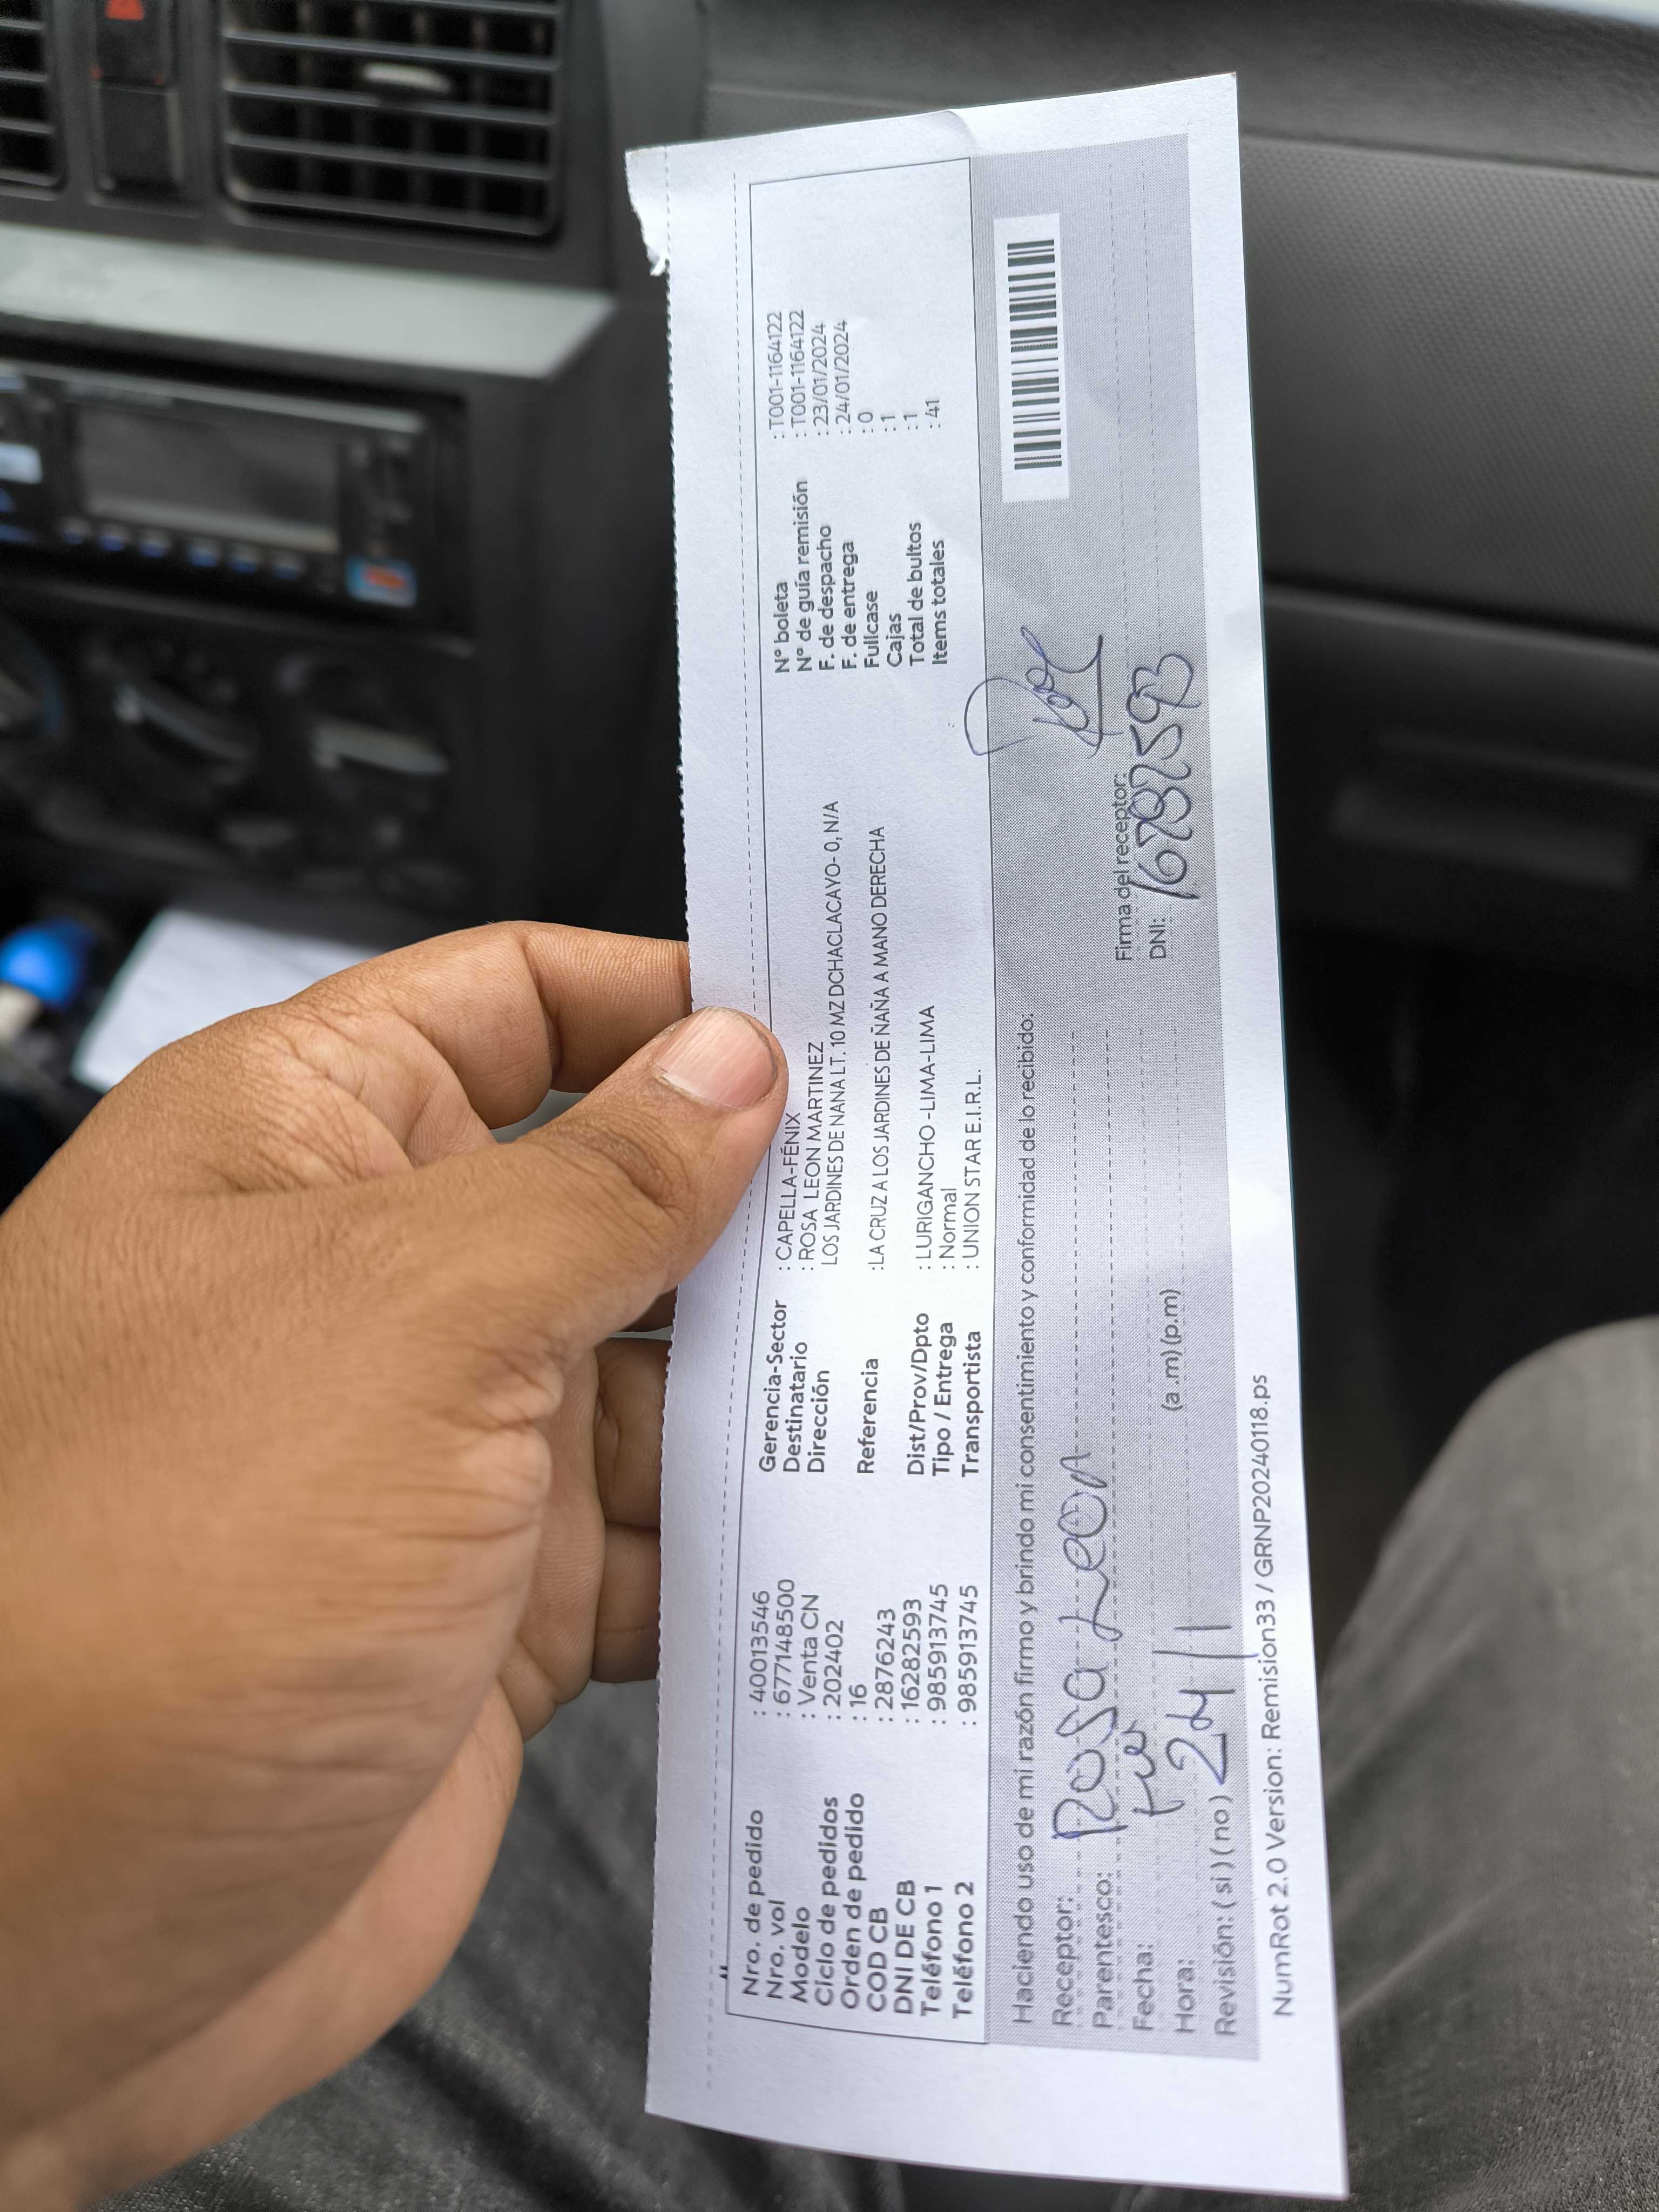 Nro. de pedido : 40013546
Nro. vol : 677148500
Modelo : Venta CN
Ciclo de pedidos : 202402
Orden de pedido : 16
COD CB : 2876243
DNI DE CB : 16282593
Teléfono 1 : 985913745
Teléfono 2 : 985913745
Gerencia-Sector : CAPELLA-FÉNIX
Destinatario : ROSA LEON MARTINEZ
Dirección LOS JARDINES DE NANA LT. 10 MZ DCHACLACAYO- 0, N/A
Referencia :LA CRUZ A LOS JARDINES DE ÑAÑA A MANO DERECHA
Dist/Prov/Dpto : LURIGANCHO -LIMA-LIMA
Tipo / Entrega : Normal
Transportista : UNION STAR E.I.R.L.
N° boleta : T001-1164122
N° de guía remisión : T001-1164122
F. de despacho : 23/01/2024
F. de entrega : 24/01/2024
Fullcase : 0
Cajas : 1
Total de bultos : 1
Items totales : 41
Haciendo uso de mi razón firmo y brindo mi consentimiento y conformidad de lo recibido:
Receptor: Rosa Leon
Parentesco:
Fecha: 24/1
Hora: (a .m) (p.m)
Revisión: ( si ) ( no )
Firma del receptor:
DNI:
NumRot 2.0 Version: Remision33 / GRNP20240118.ps